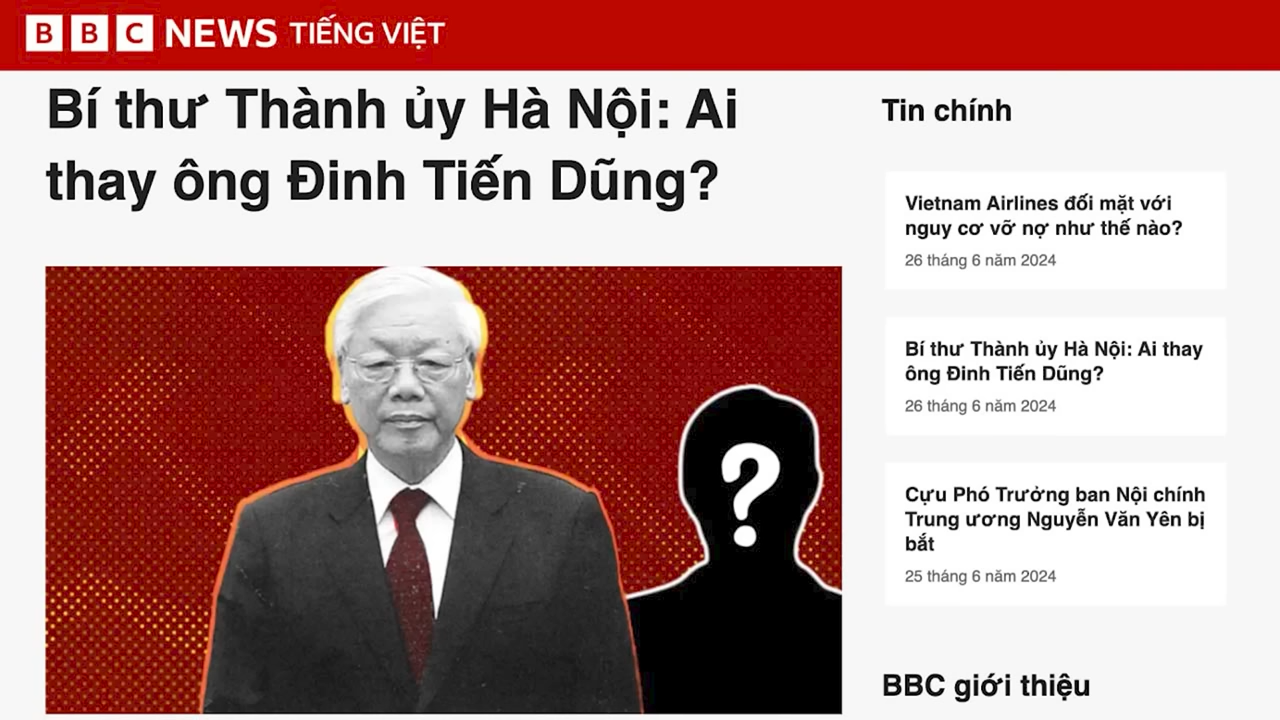 BBC NEWS TIẾNG VIỆT
Bí thư Thành ủy Hà Nội: Ai
thay ông Đinh Tiến Dũng?
?
Tin chính
Vietnam Airlines đối mặt với
nguy cơ vỡ nợ như thế nào?
26 tháng 6 năm 2024
Bí thư Thành ủy Hà Nội: Ai thay
ông Đinh Tiến Dũng?
26 tháng 6 năm 2024
Cựu Phó Trưởng ban Nội chính
Trung ương Nguyễn Văn Yên bị
bắt
25 tháng 6 năm 2024
BBC giới thiệu